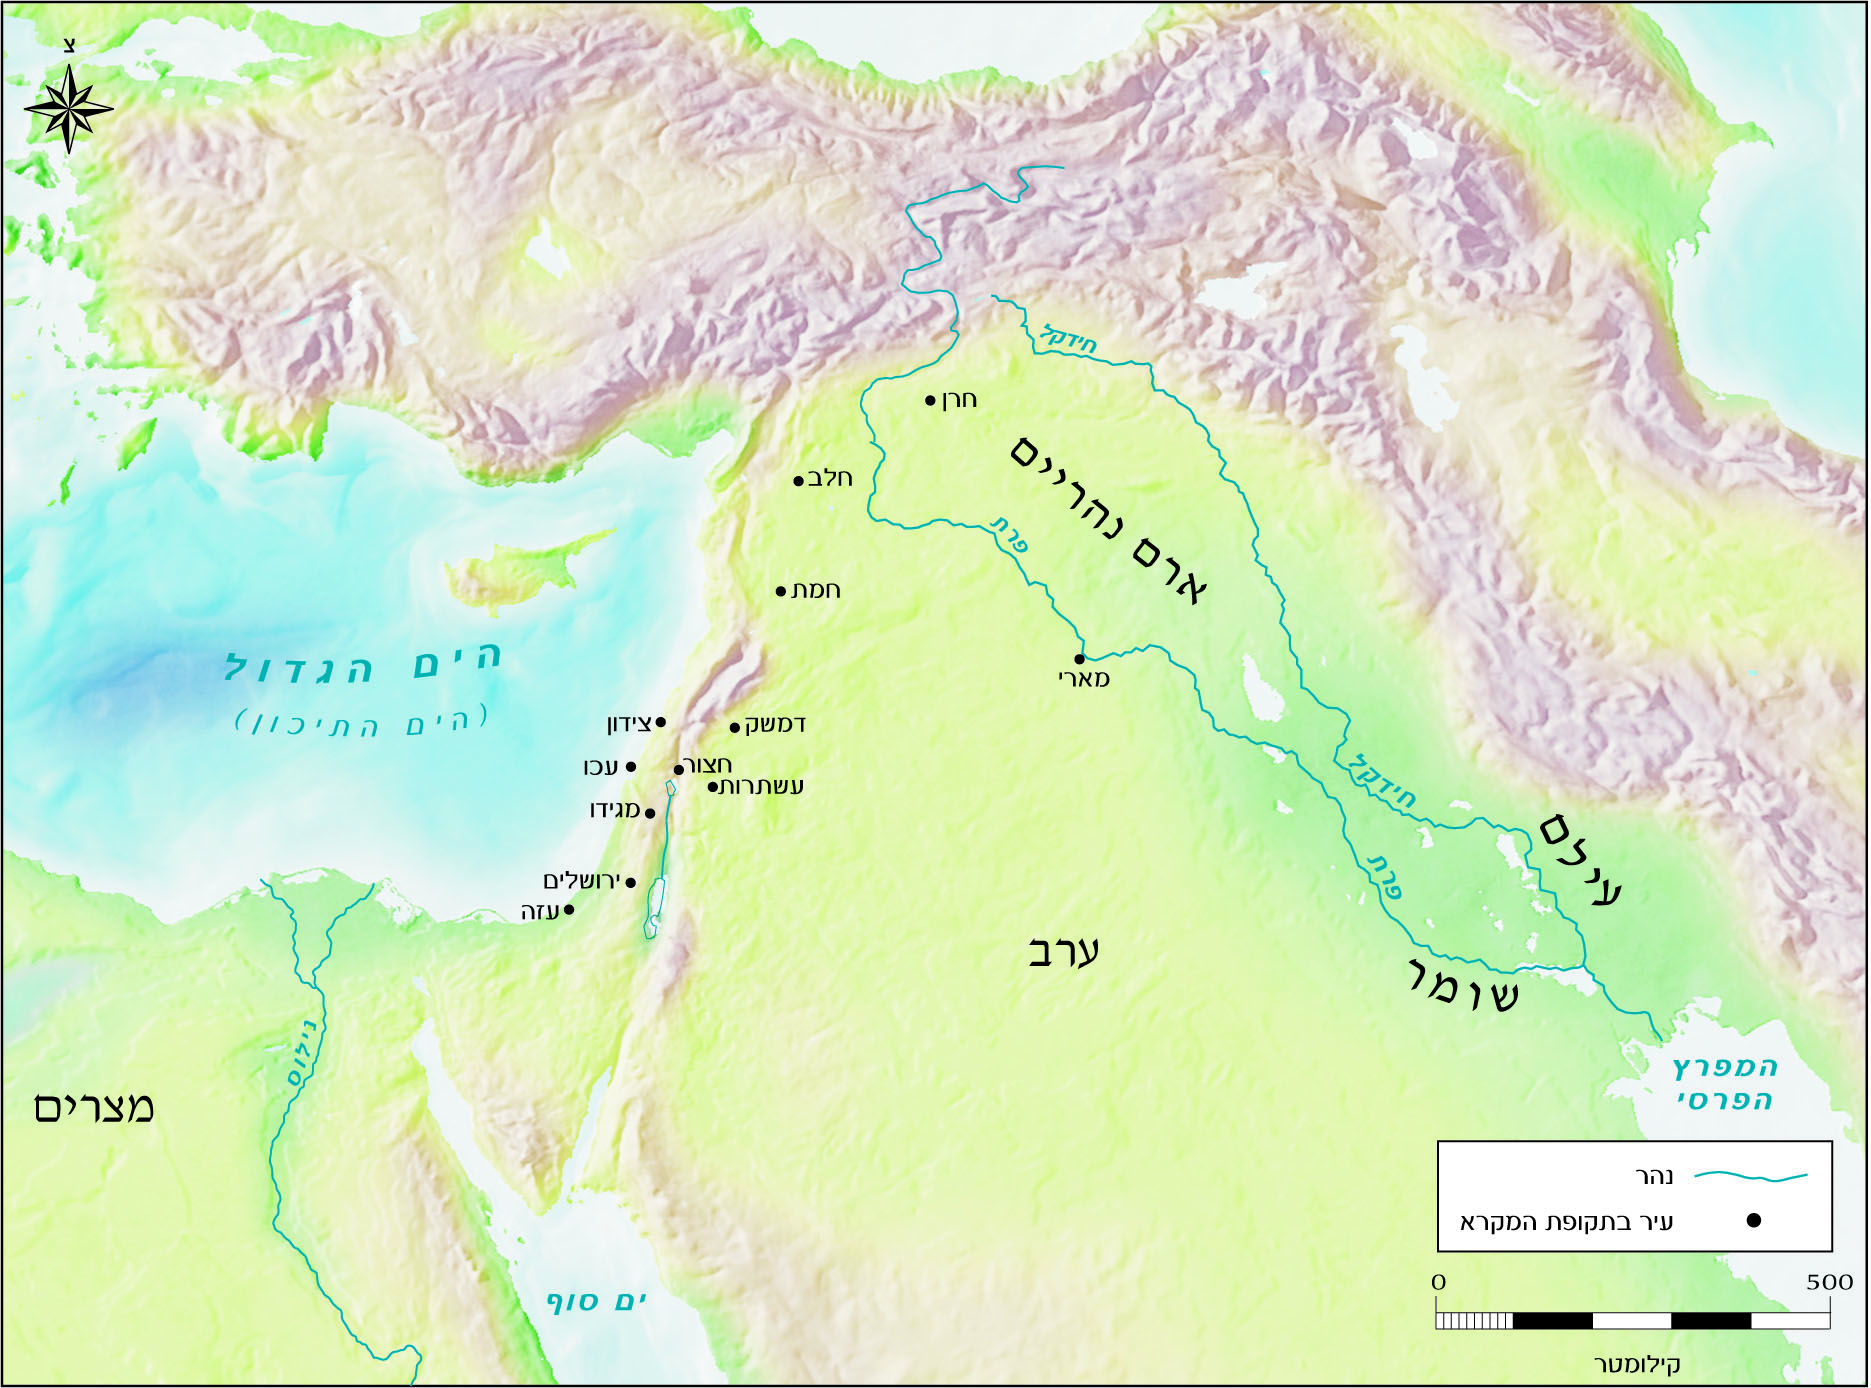 צ
חידקל
חרן
ארם נהריים
חלב
פרת
חמת
הים הגדול
(הים התיכון)
מארי
צידון
דמשק
עכו
חצור
עשתרות
מגידו
חידקל
עילם
פרת
ירושלים
עזה
ערב
שומר
נילוס
מצרים
המפרץ
הפרסי
נהר
עיר בתקופת המקרא
ים סוף
0 500
קילומטר